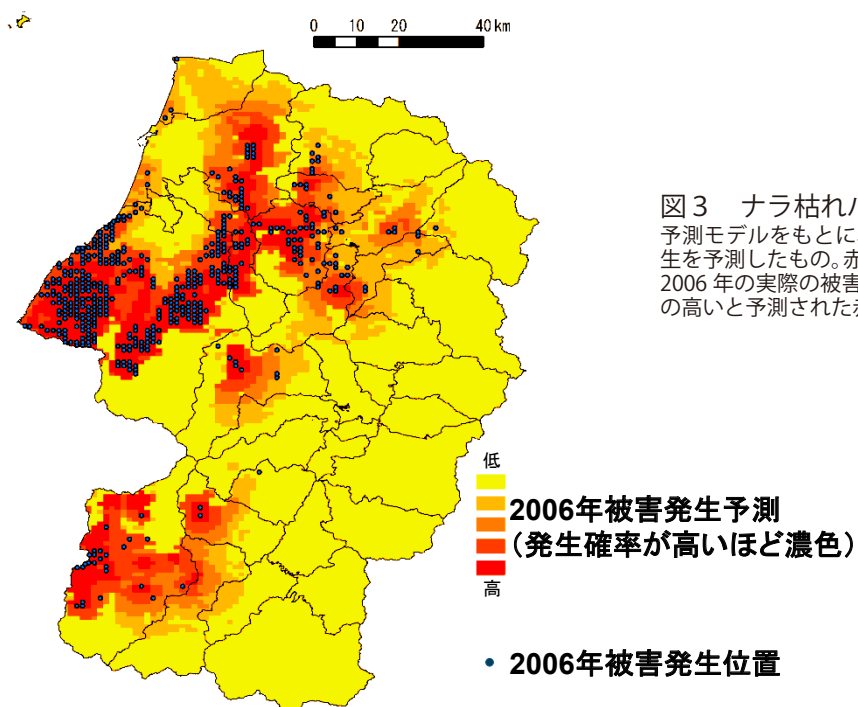 0 10 20 40 km
図3 ナラ枯れハ
予測モデルをもとに
生を予測したもの。赤
2006 年の実際の被害
の高いと予測された
低
2006年被害発生予測
（発生確率が高いほど濃色）
高
• 2006年被害発生位置